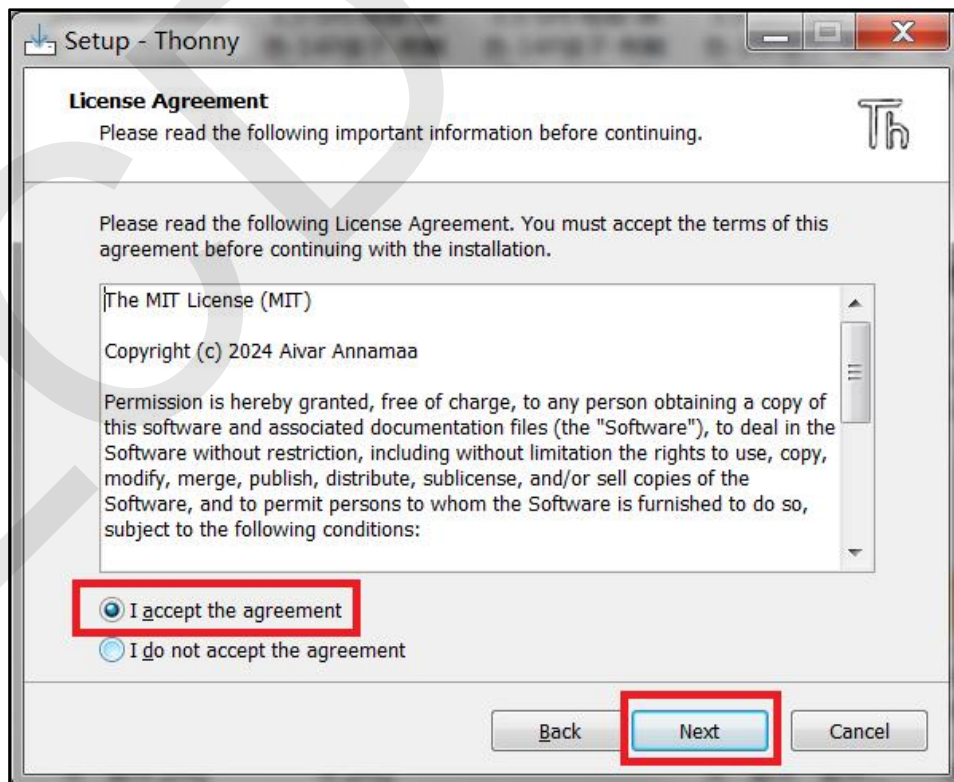 Setup - Thonny
License Agreement
Please read the following important information before continuing.
Th
Please read the following License Agreement. You must accept the terms of this
agreement before continuing with the installation.
The MIT License (MIT)
Copyright (c) 2024 Aivar Annamaa
Permission is hereby granted, free of charge, to any person obtaining a copy of
this software and associated documentation files (the "Software"), to deal in the
Software without restriction, including without limitation the rights to use, copy,
modify, merge, publish, distribute, sublicense, and/or sell copies of the
Software, and to permit persons to whom the Software is furnished to do so,
subject to the following conditions:
I accept the agreement
I do not accept the agreement
Back Next Cancel